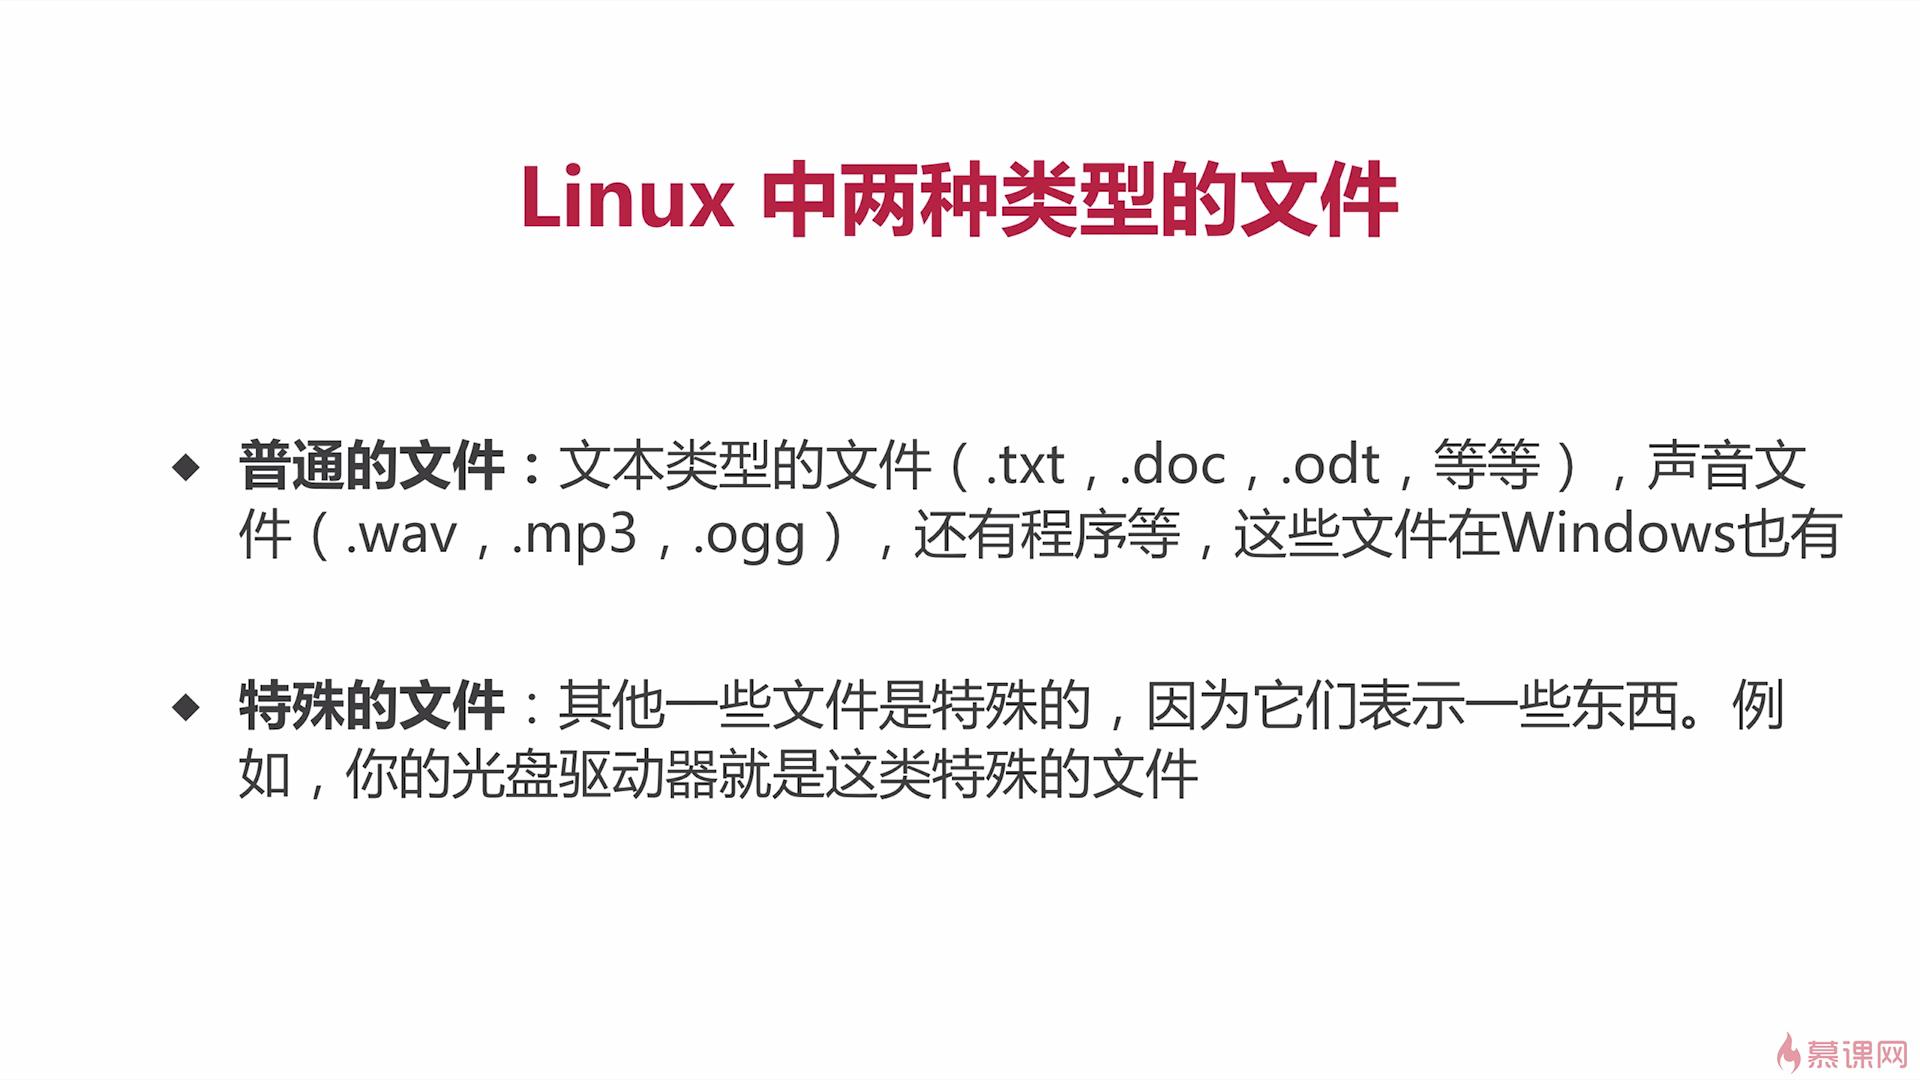 Linux 中两种类型的文件
◆ 普通的文件：文本类型的文件（.txt，.doc，.odt，等等），声音文
件（.wav，.mp3，.ogg），还有程序等，这些文件在Windows也有
◆ 特殊的文件：其他一些文件是特殊的，因为它们表示一些东西。例
如，你的光盘驱动器就是这类特殊的文件
慕课网